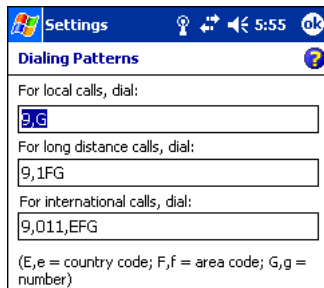 Settings 5:55 ok
Dialing Patterns ?
For local calls, dial:
9,G
For long distance calls, dial:
9,1FG
For international calls, dial:
9,011,EFG
(E,e = country code; F,f = area code; G,g =
number)